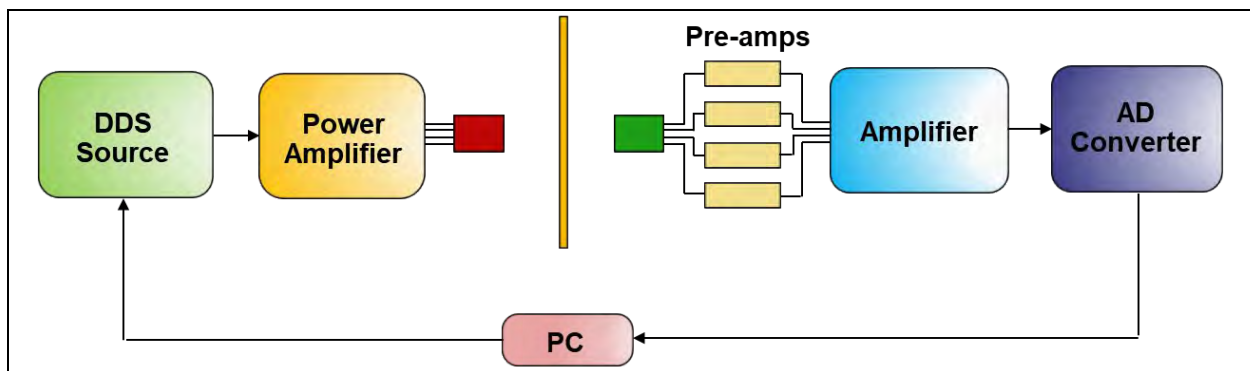 Pre-amps
DDS
Source
Power
Amplifier
Amplifier
AD
Converter
PC